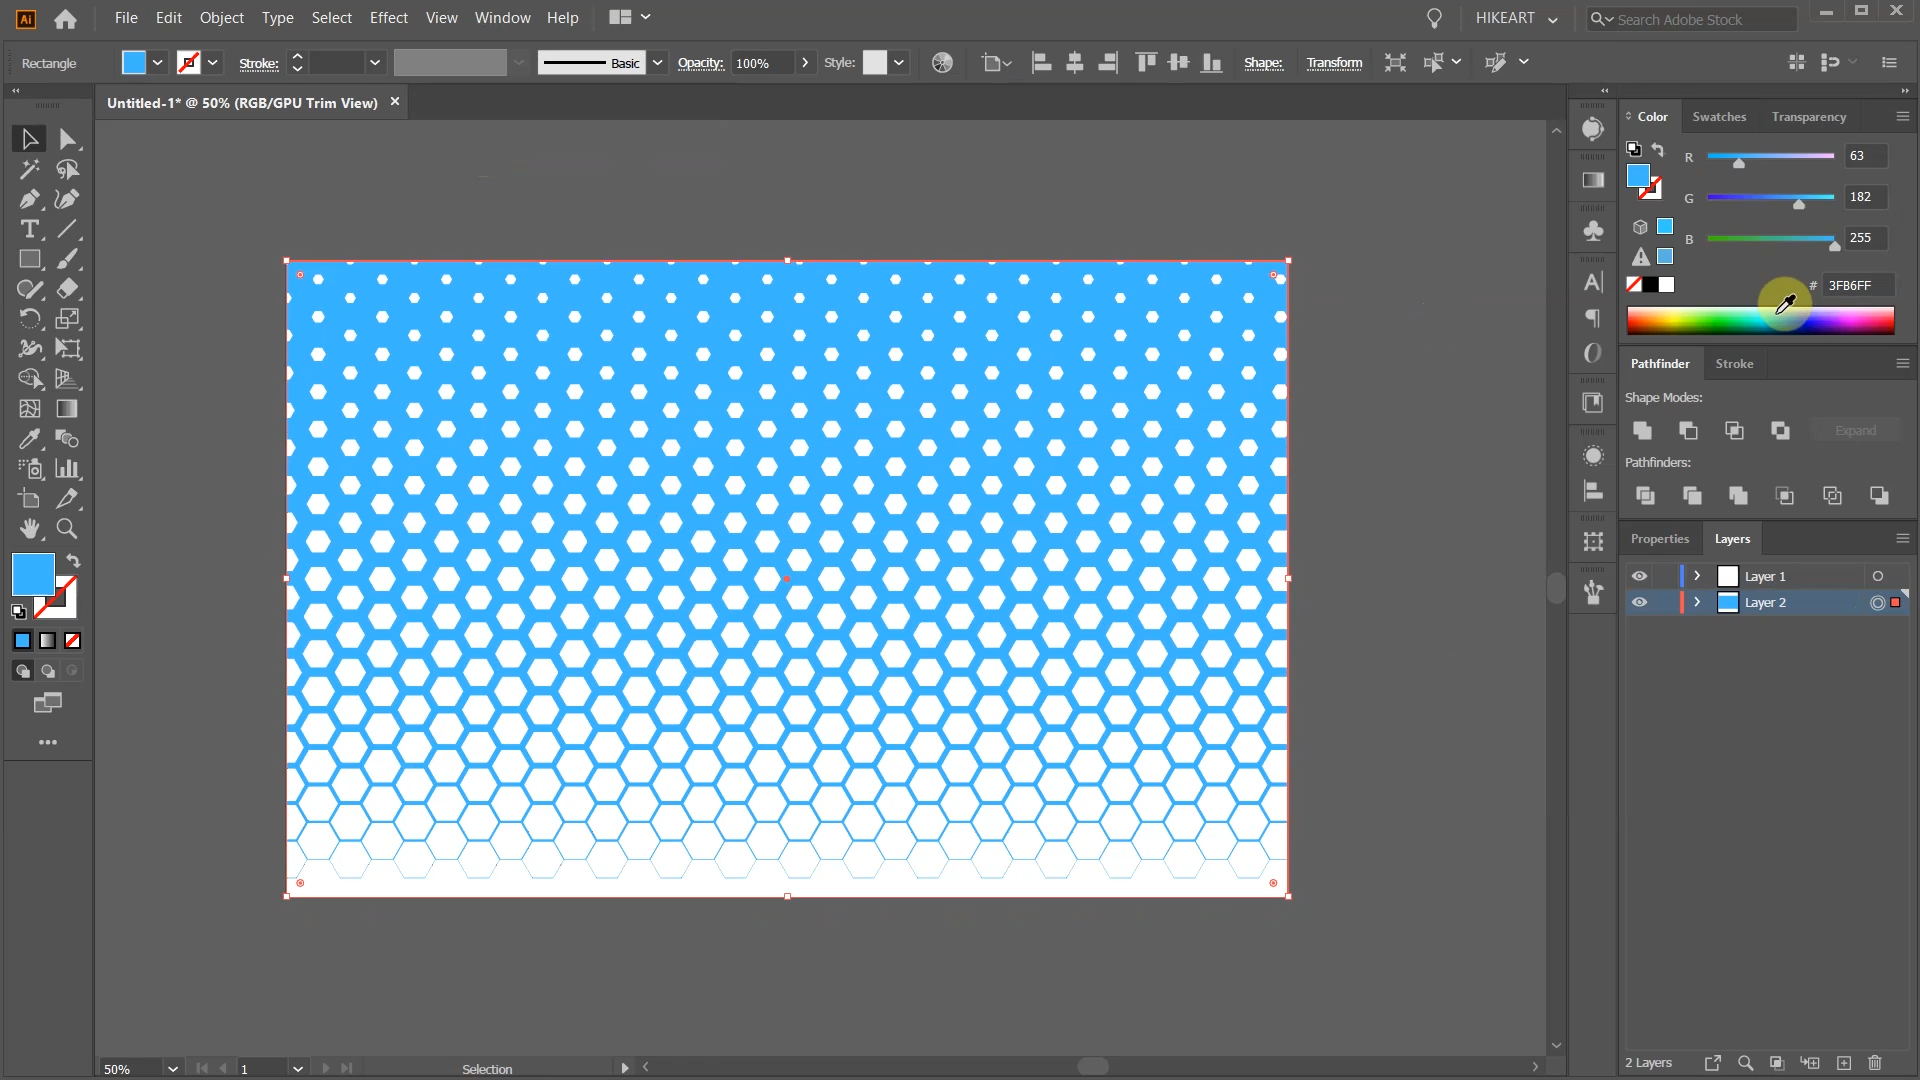 Ai File Edit Object Type Select Effect View Window Help HIKEART Search Adobe Stock
Rectangle Stroke: Basic Opacity: 100% Style: Shape: Transform
Untitled-1* @ 50% (RGB/GPU Trim View)
Color Swatches Transparency
R 63
G 182
B 255
# 3FB6FF
Pathfinder Stroke
Shape Modes:
Expand
Pathfinders:
Properties Layers
Layer 1
Layer 2
50% 1 Selection
2 Layers